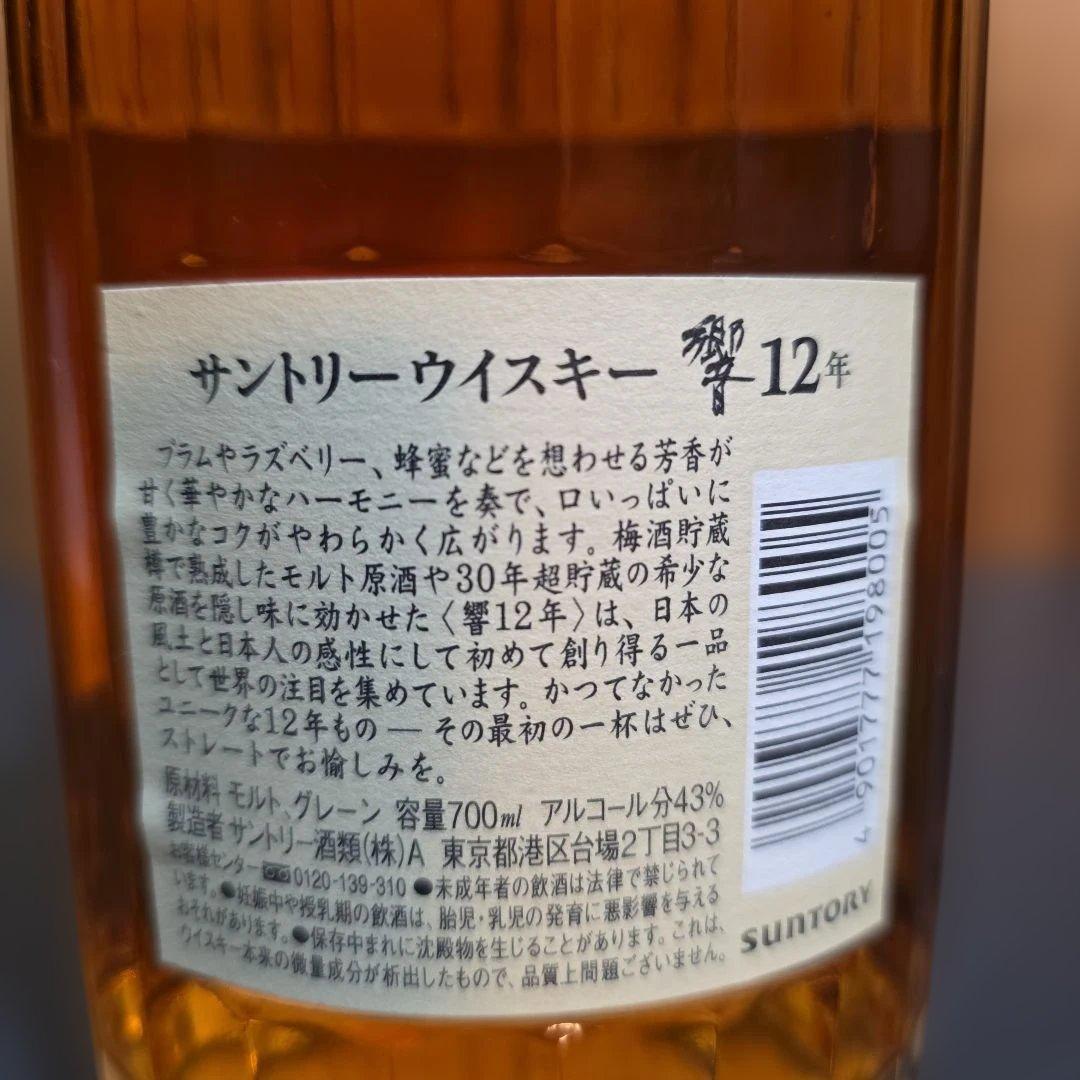 サントリーウイスキー 響 12年
プラムやラズベリー、蜂蜜などを想わせる芳香が
甘く華やかなハーモニーを奏で、口いっぱいに
豊かなコクがやわらかく広がります。梅酒貯蔵
樽で熟成したモルト原酒や30年超貯蔵の希少な
原酒を隠し味に効かせた〈響12年〉は、日本の
風土と日本人の感性にして初めて創り得る一品
として世界の注目を集めています。かつてなかった
ユニークな12年もの ― その最初の一杯はぜひ、
ストレートでお愉しみを。
原材料 モルト、グレーン 容量700ml アルコール分43%
製造者 サントリー酒類(株)A 東京都港区台場2丁目3-3
お客様センター 0120-139-310 ●未成年者の飲酒は法律で禁じられて
います。●妊娠中や授乳期の飲酒は、胎児・乳児の発育に悪影響を与える
おそれがあります。●保存中まれに沈殿物を生じることがあります。これは、
ウイスキー本来の微量成分が析出したもので、品質上問題ございません。
4 901777 198005
SUNTORY